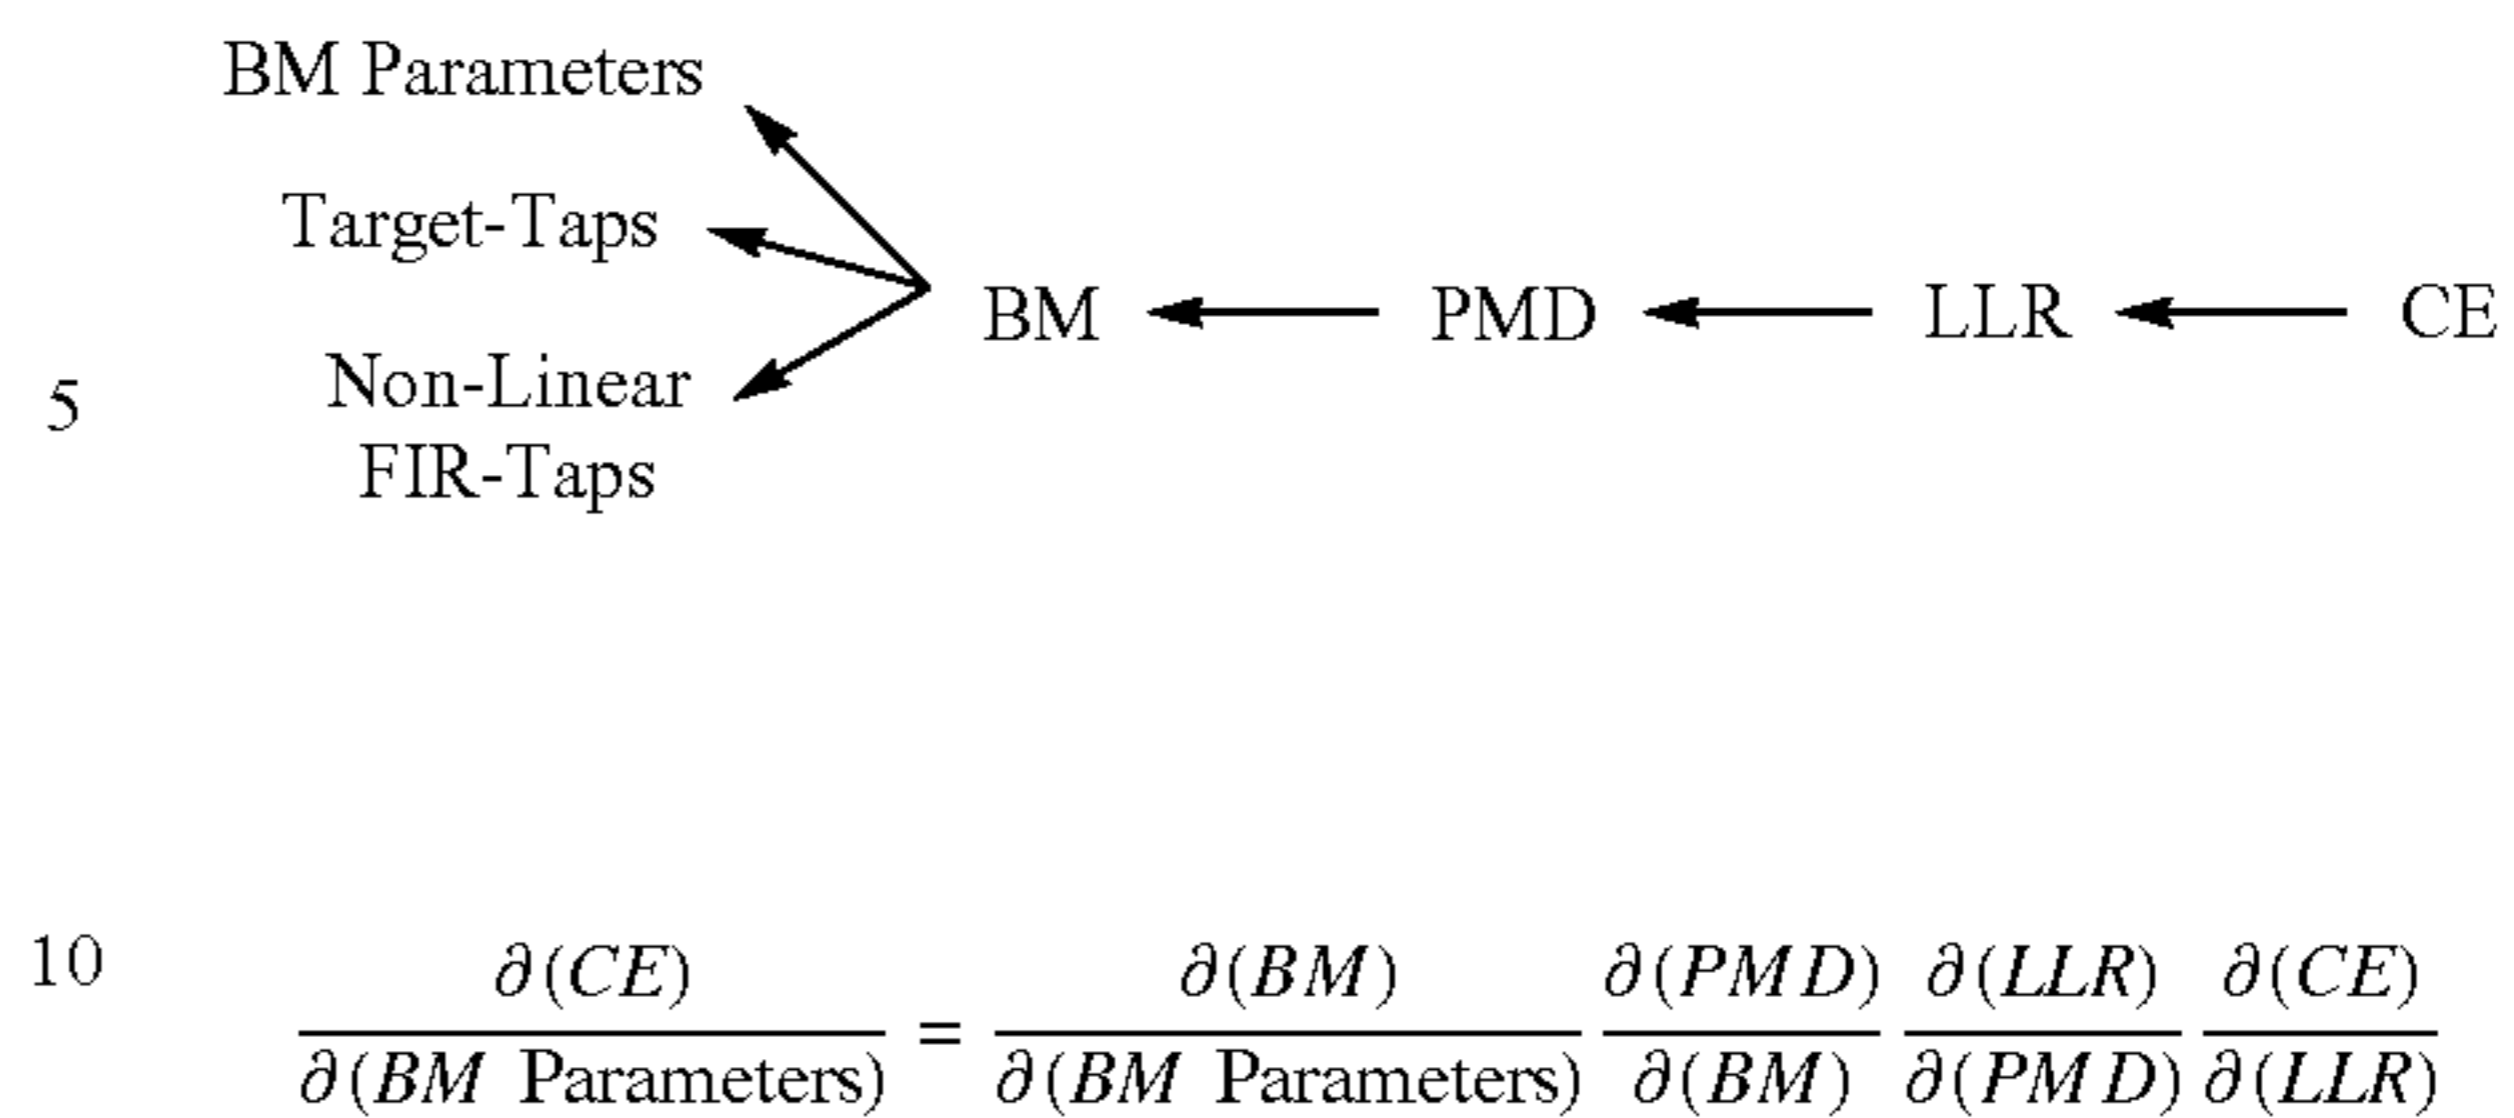 BM Parameters
Target-Taps
BM PMD LLR CE
Non-Linear
5
FIR-Taps
10
∂(CE) / ∂(BM Parameters) = ∂(BM) / ∂(BM Parameters) ∂(PMD) / ∂(BM) ∂(LLR) / ∂(PMD) ∂(CE) / ∂(LLR)